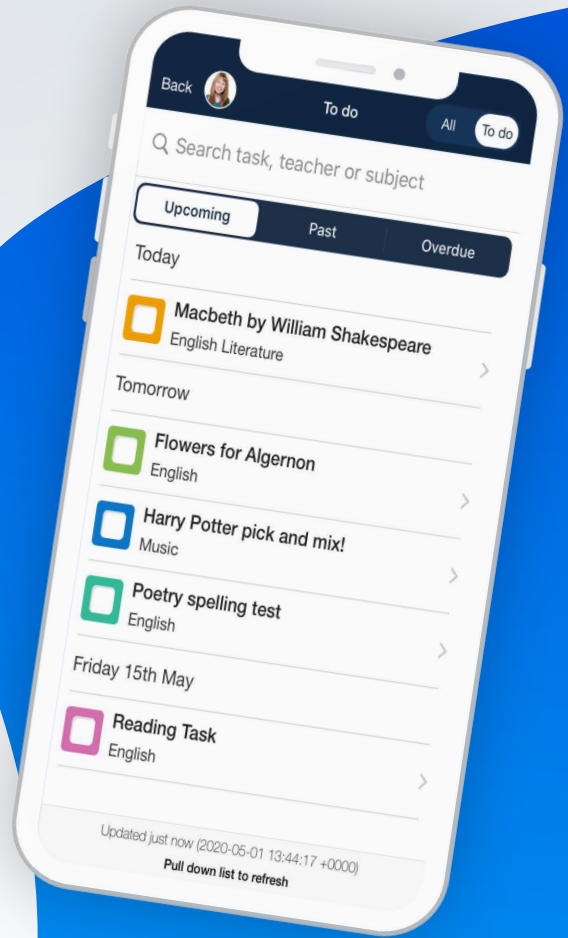 Back
To do
All
To do
Search task, teacher or subject
Upcoming
Past
Overdue
Today
Macbeth by William Shakespeare
English Literature
Tomorrow
Flowers for Algernon
English
Harry Potter pick and mix!
Music
Poetry spelling test
English
Friday 15th May
Reading Task
English
Updated just now (2020-05-01 13:44:17 +0000)
Pull down list to refresh